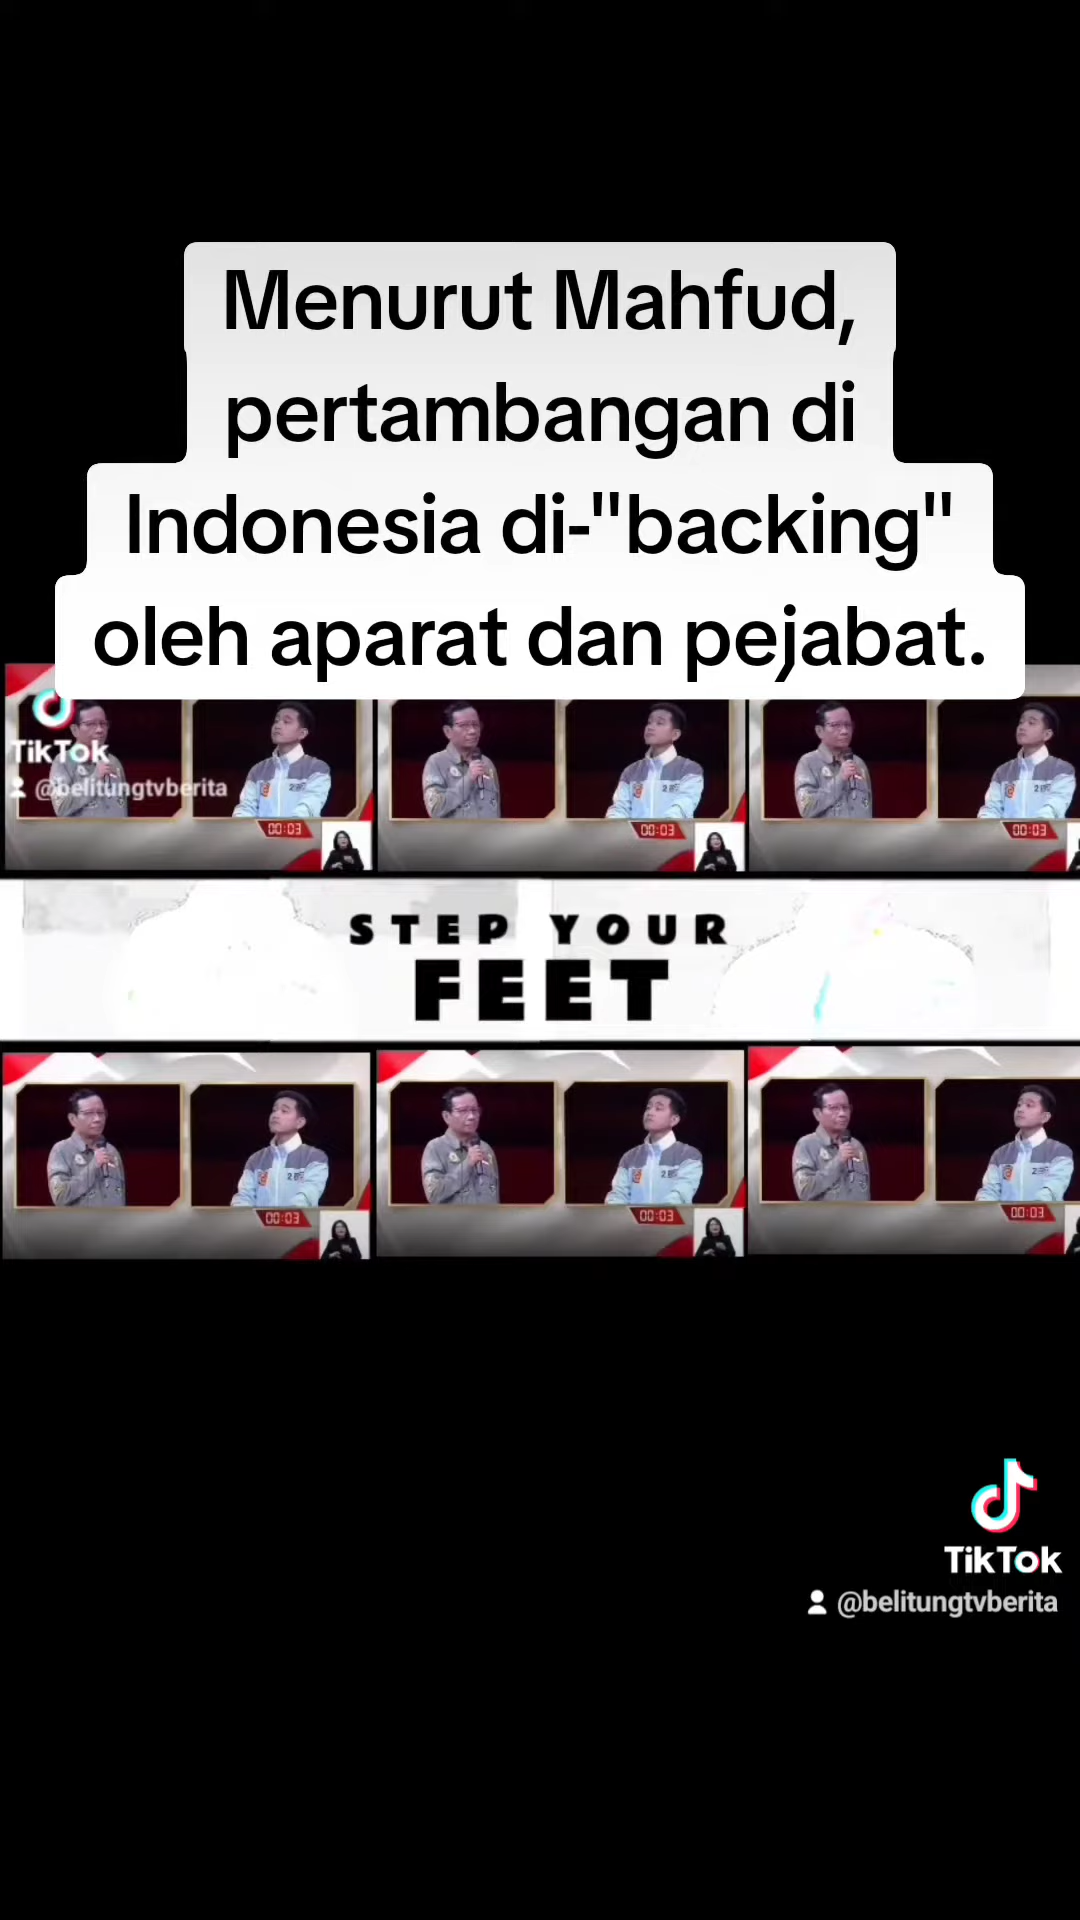 Menurut Mahfud,
pertambangan di
Indonesia di-"backing"
oleh aparat dan pejabat.
TikTok
@belitungtvberita
00:03
00:03
00:03
STEP YOUR
FEET
00:03
00:03
00:03
TikTok
@belitungtvberita